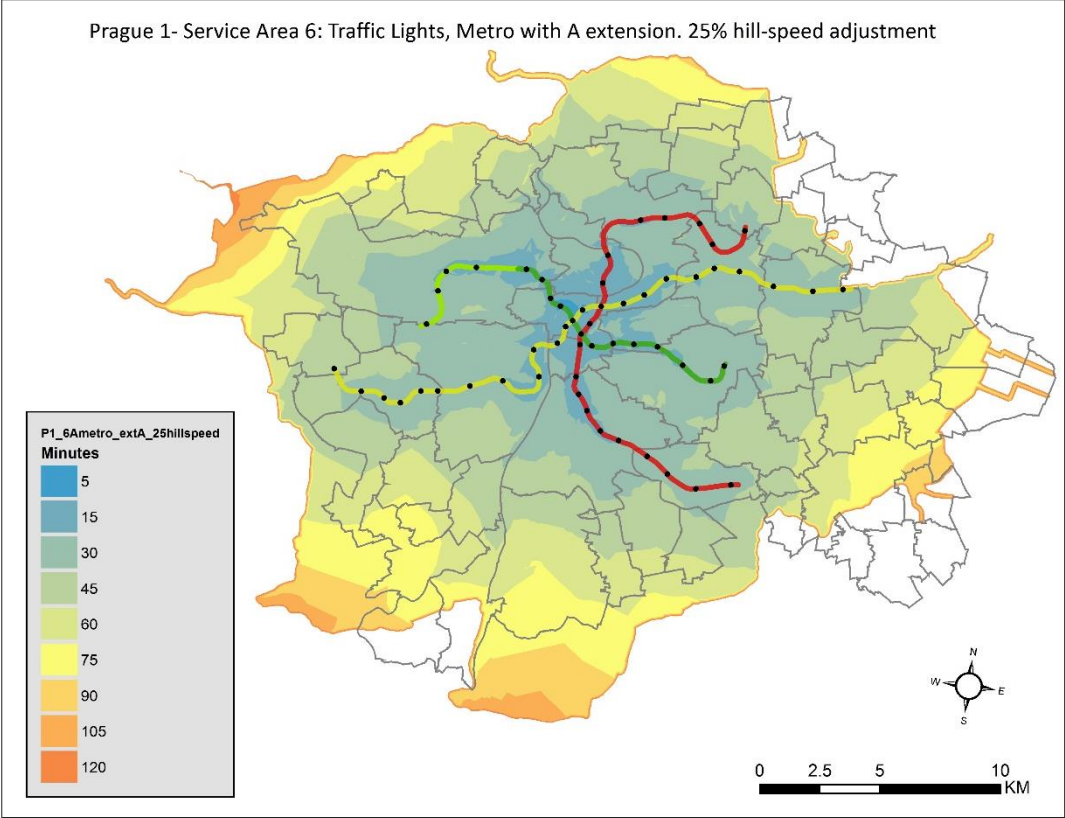 Prague 1- Service Area 6: Traffic Lights, Metro with A extension. 25% hill-speed adjustment
P1_6Ametro_extA_25hillspeed
Minutes
5
15
30
45
60
75
90
105
120
N
W E
S
0 2.5 5 10
KM